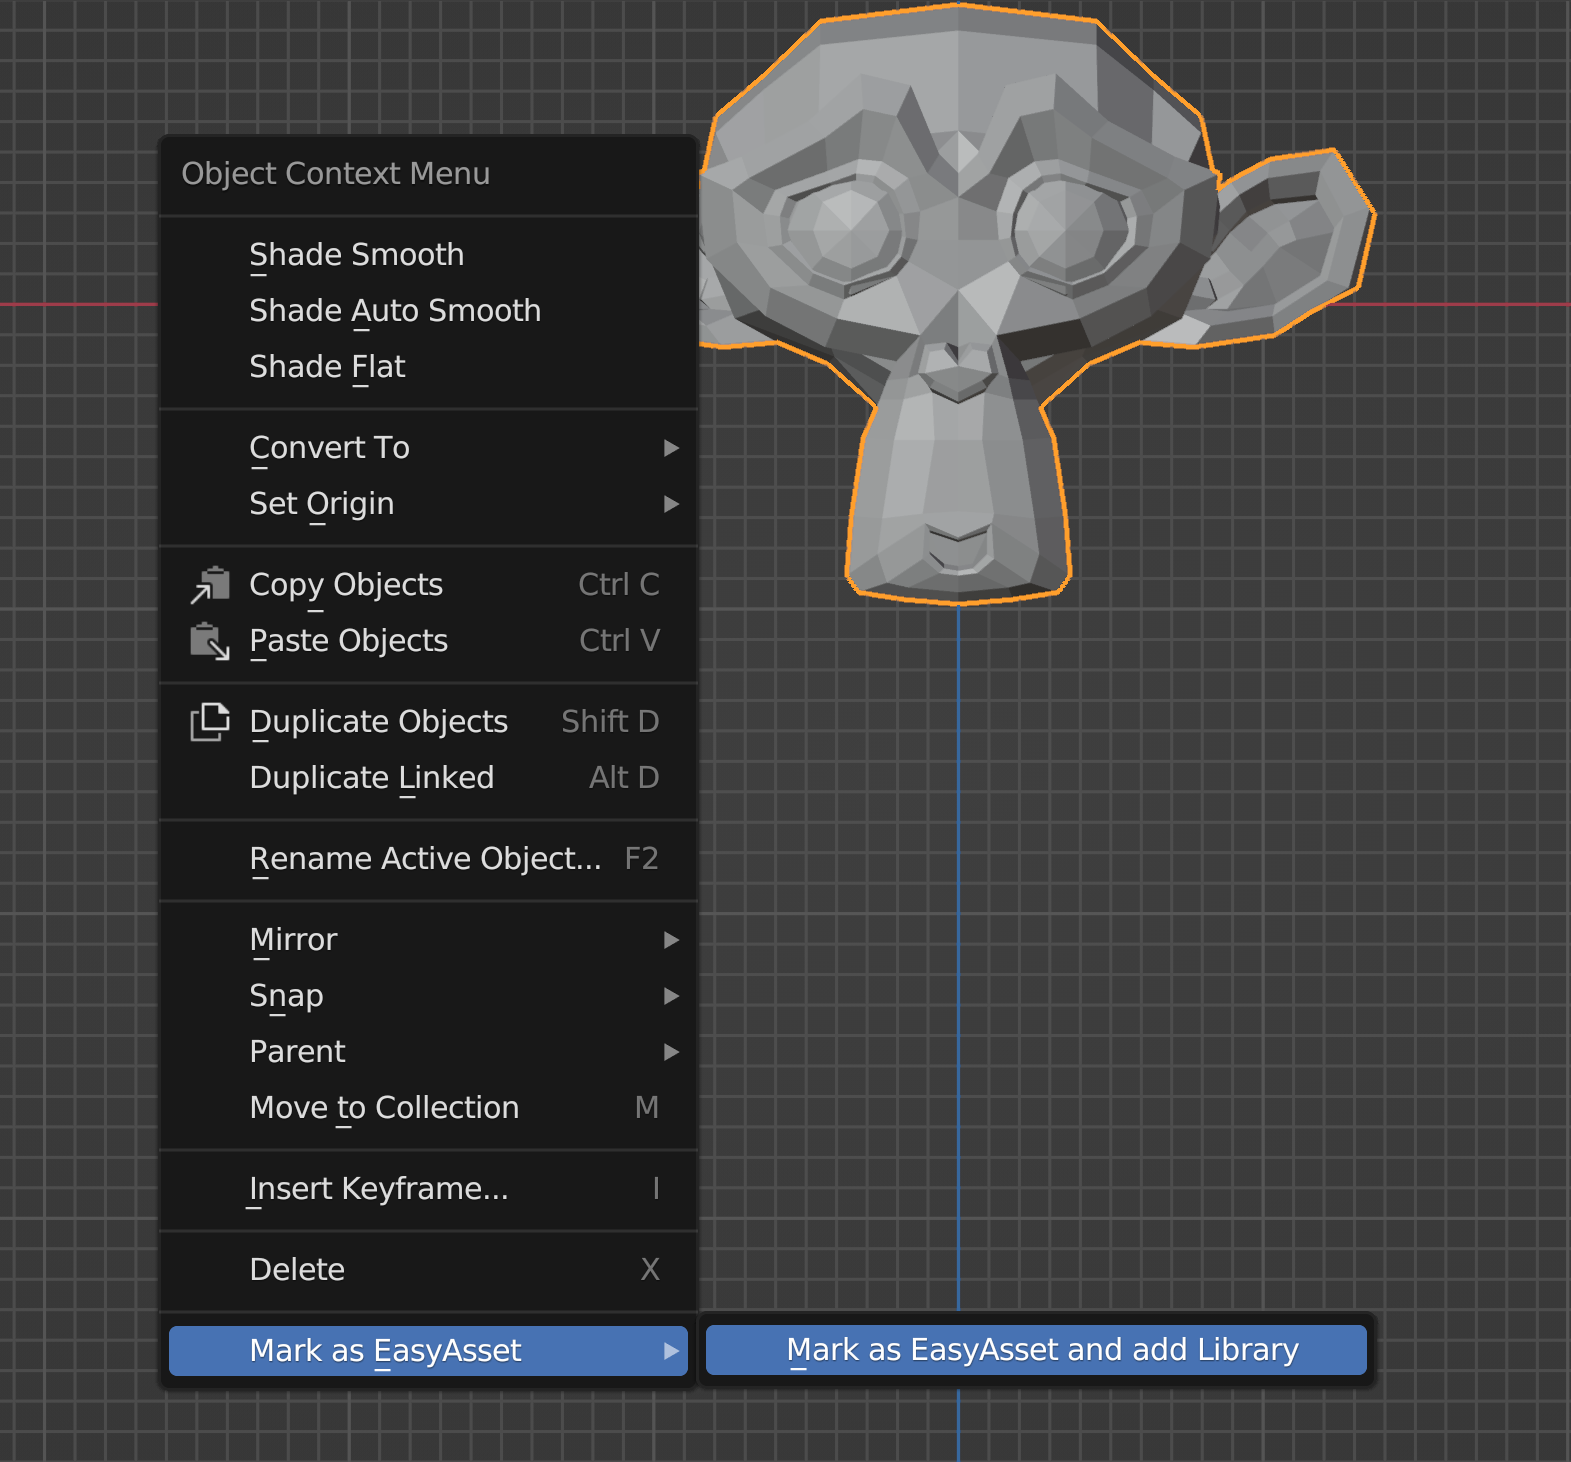 Object Context Menu
Shade Smooth
Shade Auto Smooth
Shade Flat
Convert To
Set Origin
Copy Objects Ctrl C
Paste Objects Ctrl V
Duplicate Objects Shift D
Duplicate Linked Alt D
Rename Active Object... F2
Mirror
Snap
Parent
Move to Collection M
Insert Keyframe... I
Delete X
Mark as EasyAsset
Mark as EasyAsset and add Library